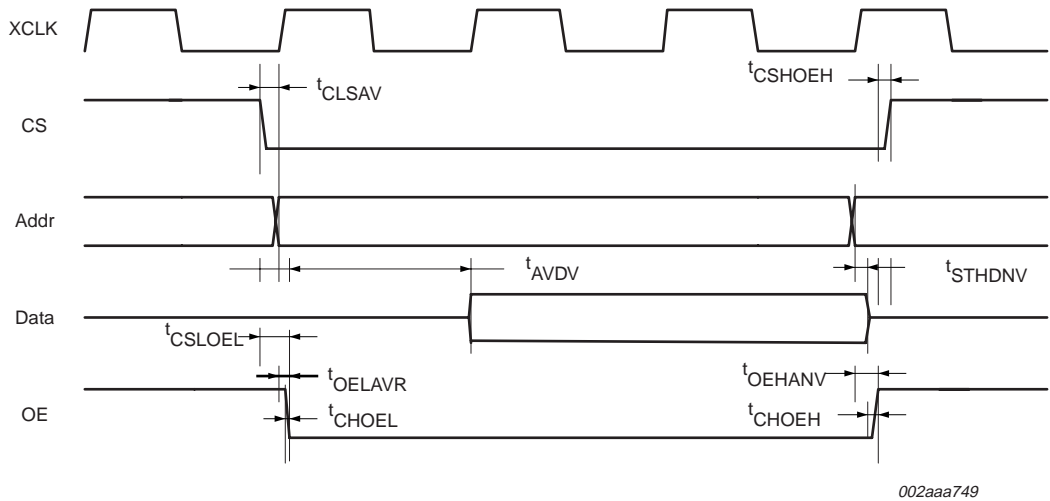 XCLK
tCLSAV
tCSHOEH
CS
Addr
tAVDV
tSTHDNV
Data
tCSLOEL
tOELAVR
tOEHANV
OE
tCHOEL
tCHOEH
002aaa749